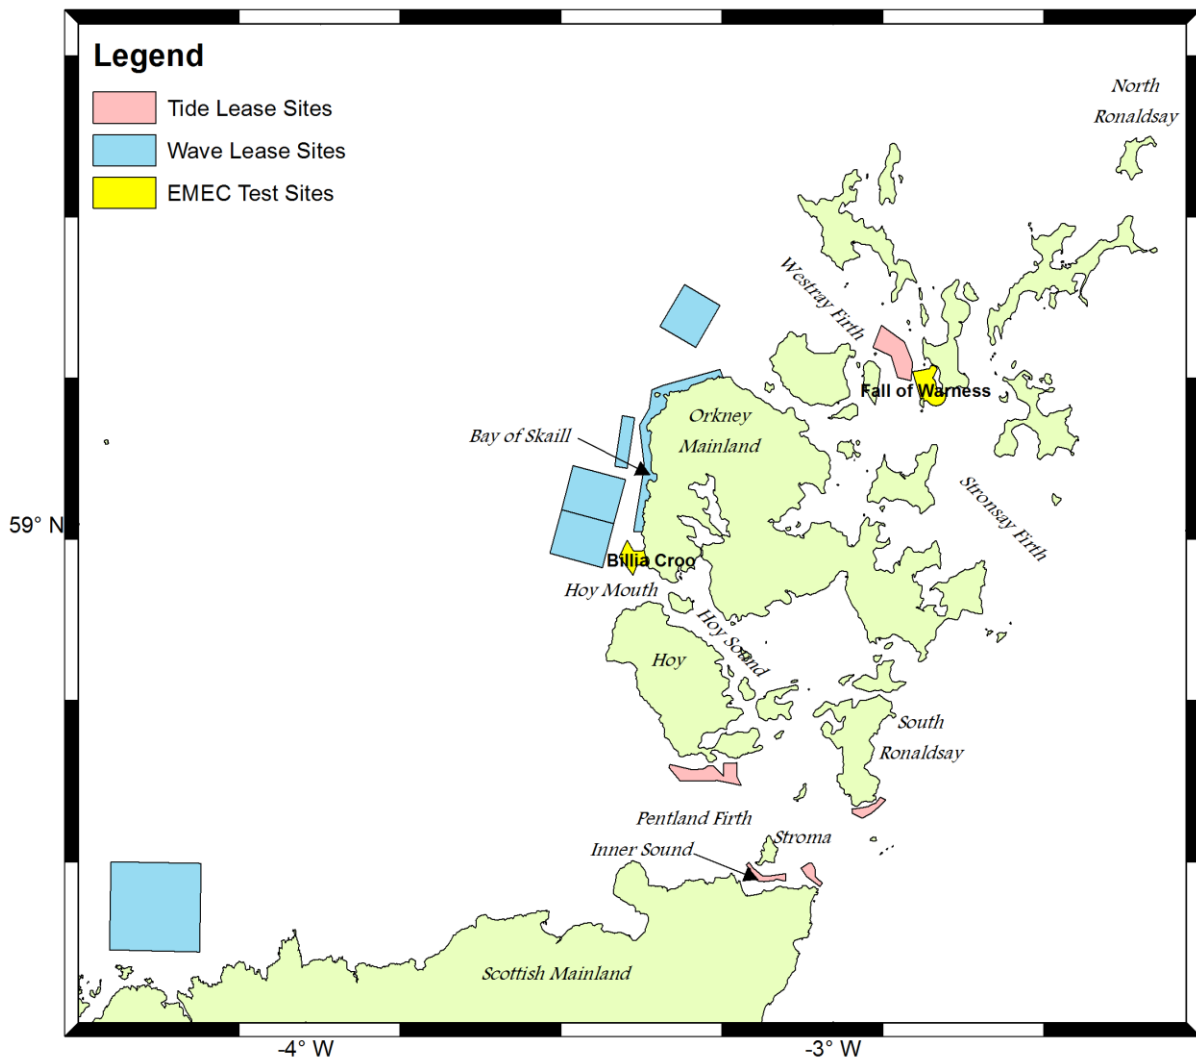 Legend
Tide Lease Sites
Wave Lease Sites
EMEC Test Sites
North
Ronaldsay
Westray Firth
Fall of Warness
Orkney
Mainland
Bay of Skaill
Stronsay Firth
59° N
Billia Croo
Hoy Mouth
Hoy Sound
Hoy
South
Ronaldsay
Pentland Firth
Stroma
Inner Sound
Scottish Mainland
-4° W
-3° W